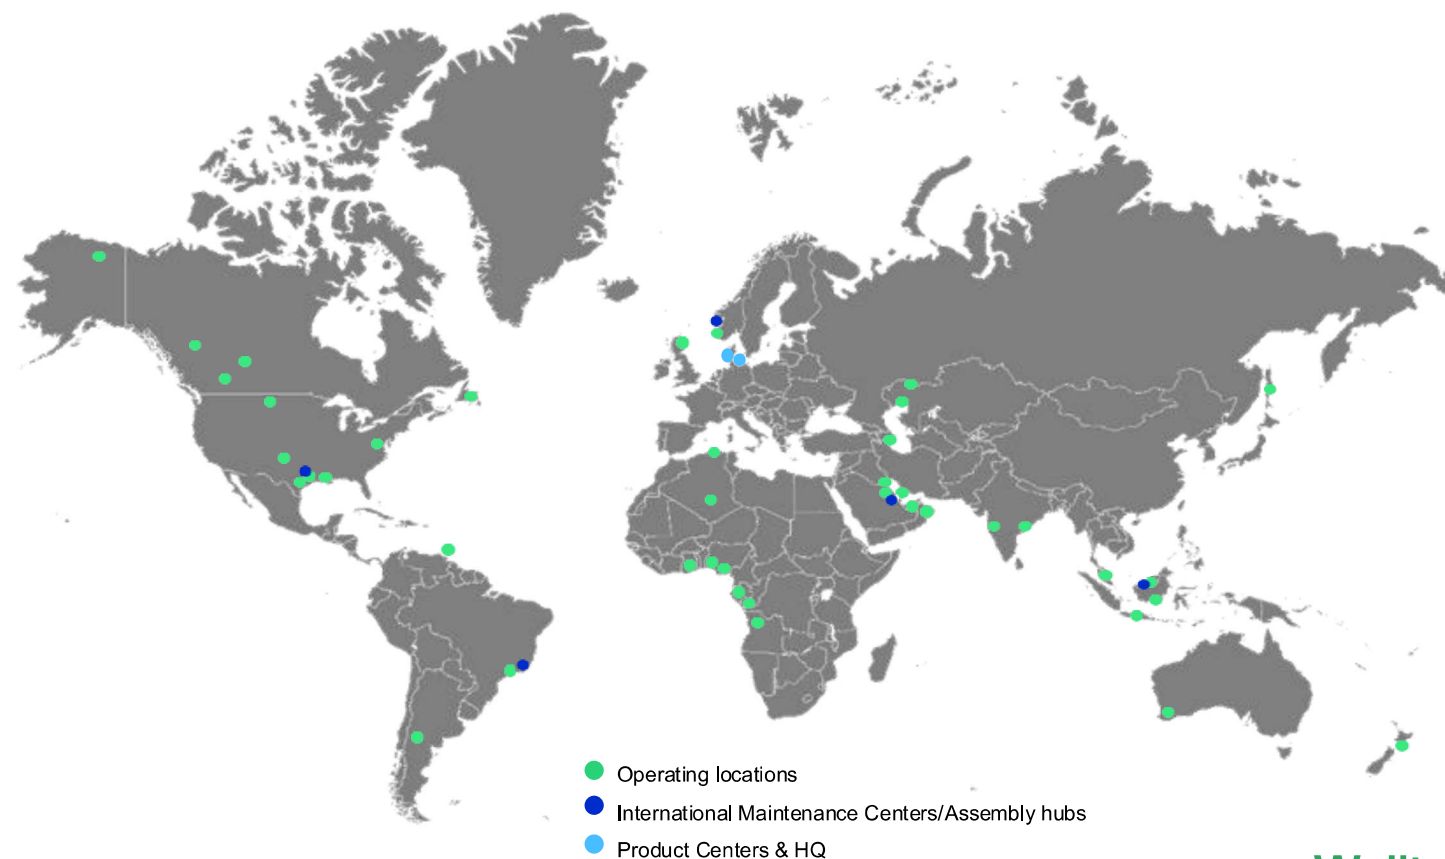 Operating locations
International Maintenance Centers/Assembly hubs
Product Centers & HQ